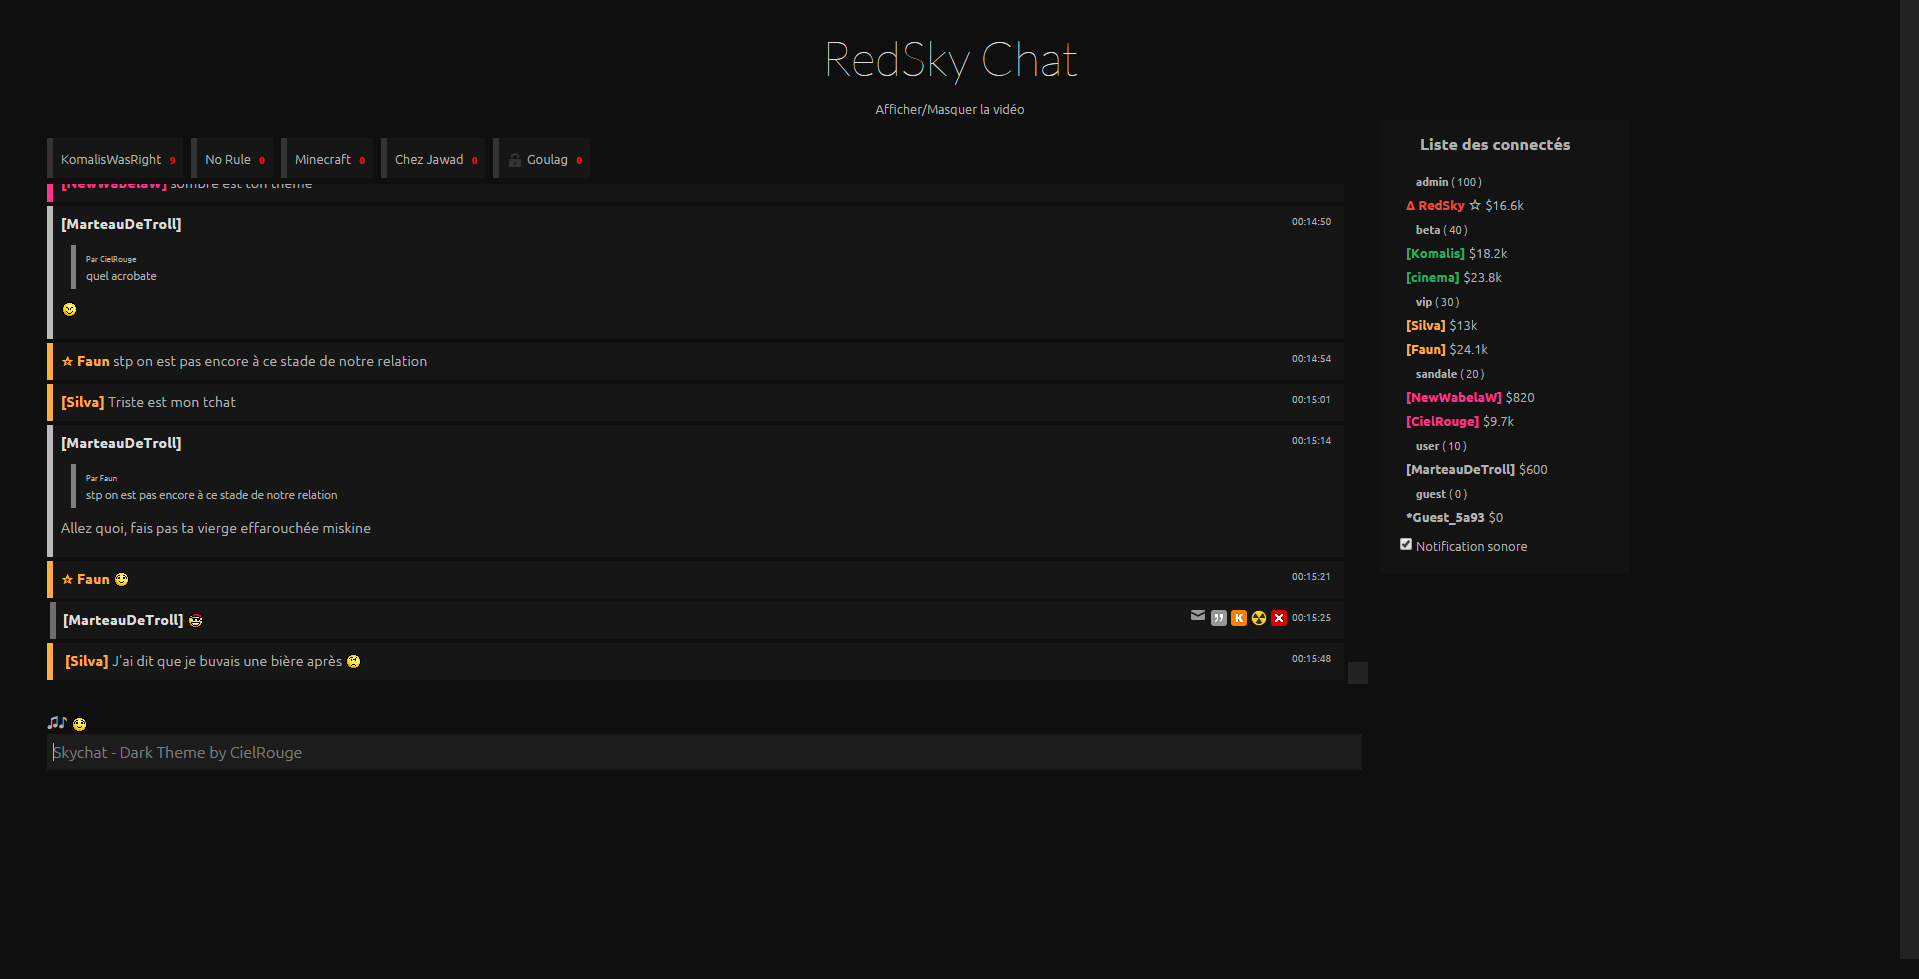 RedSky Chat
Afficher/Masquer la vidéo
KomalisWasRight 9 No Rule 0 Minecraft 0 Chez Jawad 0 Goulag 0
[NewWabelaW] sombre est ton thème
[MarteauDeTroll] 00:14:50
Par CielRouge
quel acrobate
☆ Faun stp on est pas encore à ce stade de notre relation 00:14:54
[Silva] Triste est mon tchat 00:15:01
[MarteauDeTroll] 00:15:14
Par Faun
stp on est pas encore à ce stade de notre relation
Allez quoi, fais pas ta vierge effarouchée miskine
☆ Faun 00:15:21
[MarteauDeTroll] K 00:15:25
[Silva] J'ai dit que je buvais une bière après 00:15:48
Skychat - Dark Theme by CielRouge
Liste des connectés
admin ( 100 )
Δ RedSky ☆ $16.6k
beta ( 40 )
[Komalis] $18.2k
[cinema] $23.8k
vip ( 30 )
[Silva] $13k
[Faun] $24.1k
sandale ( 20 )
[NewWabelaW] $820
[CielRouge] $9.7k
user ( 10 )
[MarteauDeTroll] $600
guest ( 0 )
*Guest_5a93 $0
Notification sonore